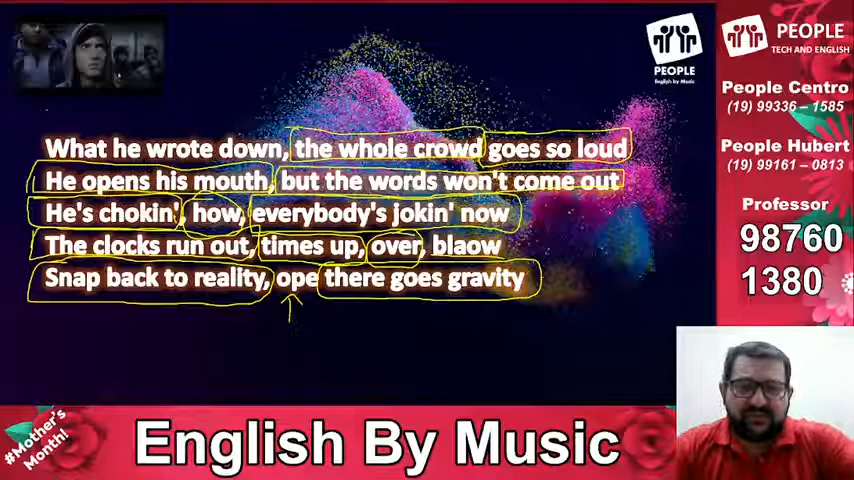 PEOPLE
English by Music
PEOPLE
TECH AND ENGLISH
People Centro
(19) 99336 – 1585
People Hubert
(19) 99161 – 0813
Professor
98760
1380
What he wrote down, the whole crowd goes so loud
He opens his mouth, but the words won't come out
He's chokin', how, everybody's jokin' now
The clocks run out, times up, over, blaow
Snap back to reality, ope there goes gravity
#Mother's
Month!
English By Music